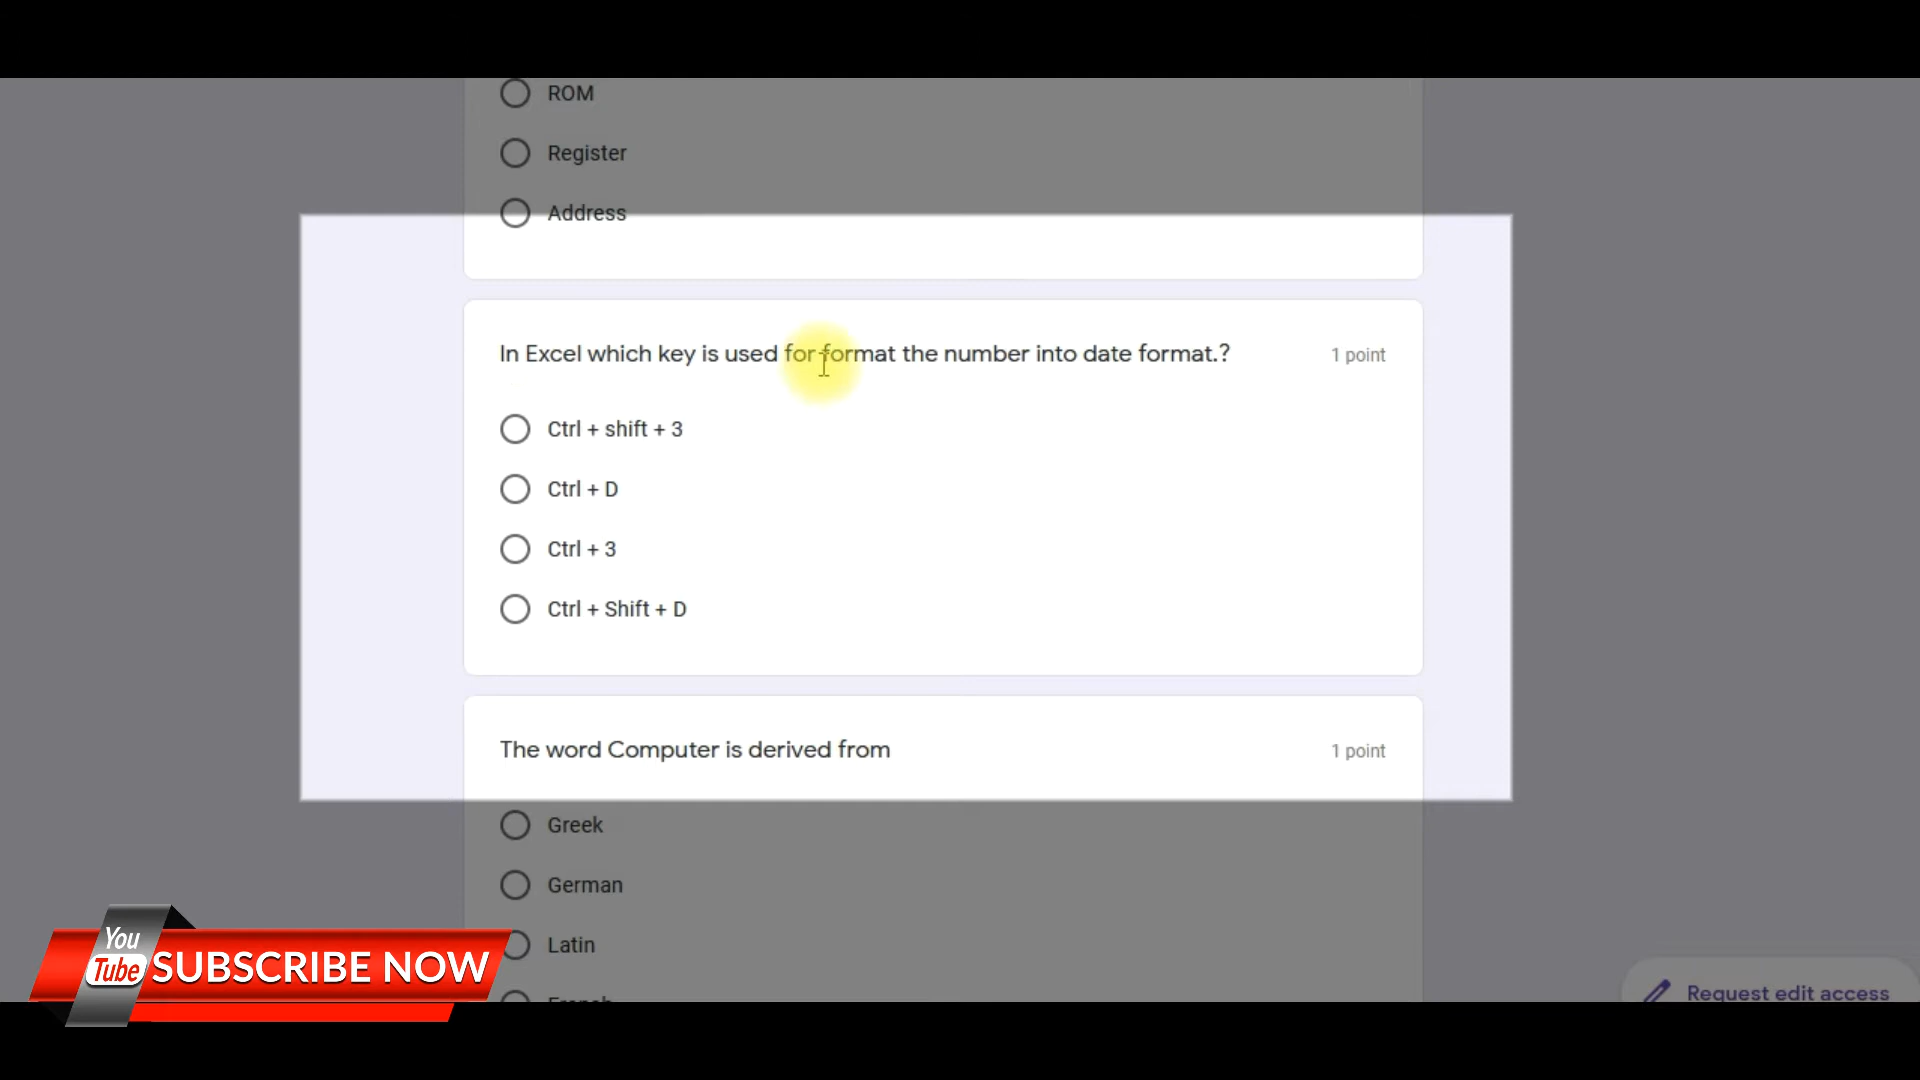 ROM
Register
Address
In Excel which key is used for format the number into date format.?
1 point
Ctrl + shift + 3
Ctrl + D
Ctrl + 3
Ctrl + Shift + D
The word Computer is derived from
1 point
Greek
German
Latin
French
You
Tube
SUBSCRIBE NOW
Request edit access